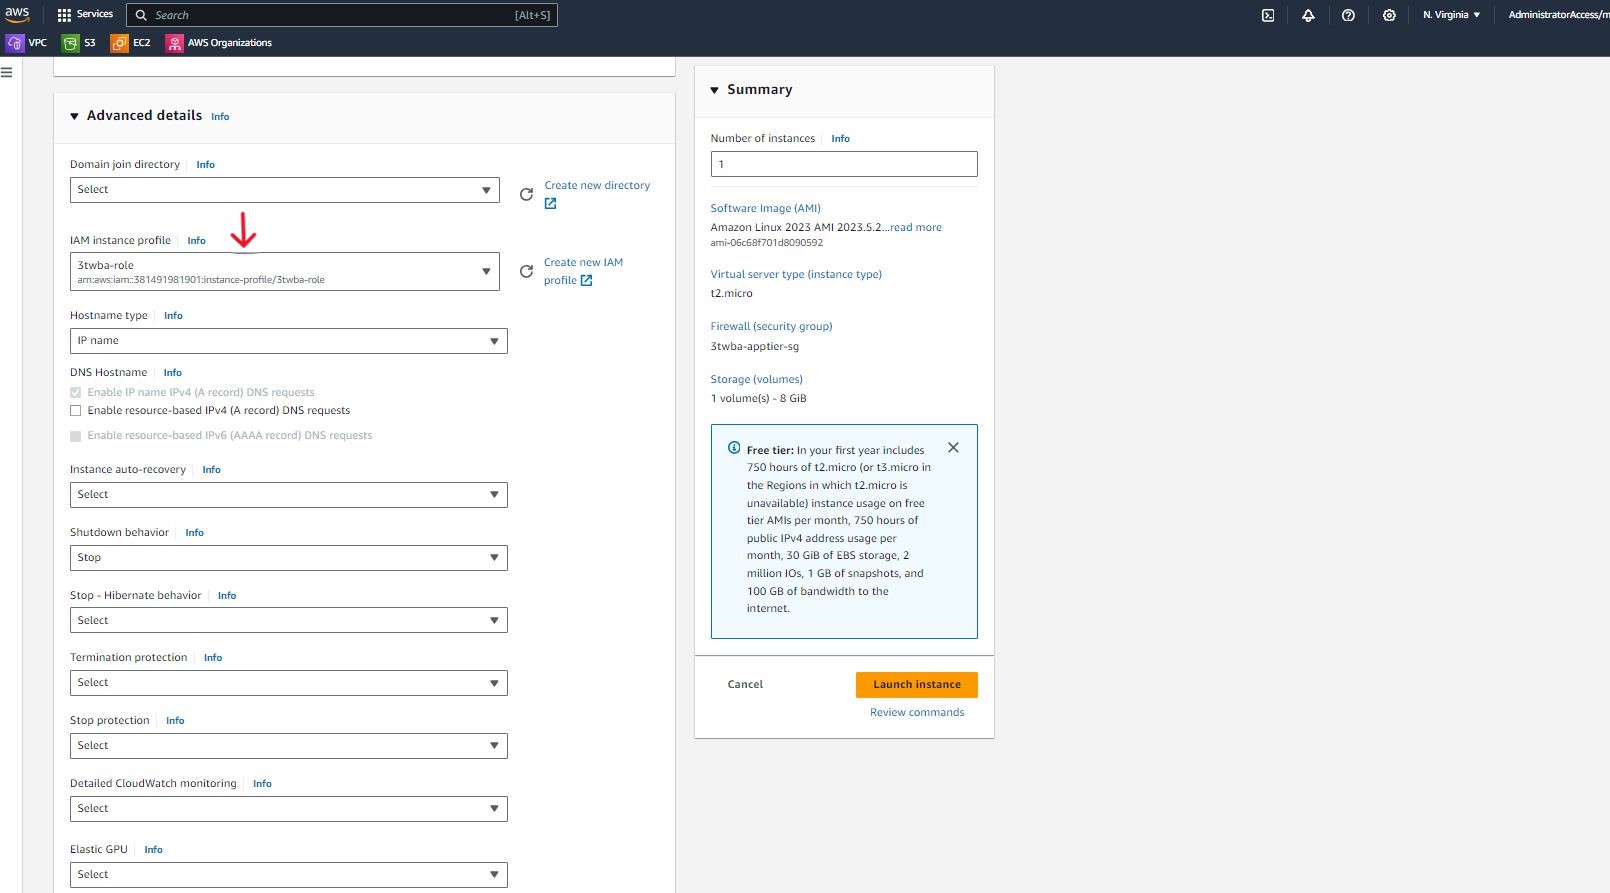 aws
Services
Search
[Alt+S]
N. Virginia
AdministratorAccess/m
VPC
S3
EC2
AWS Organizations
Advanced details Info
Domain join directory Info
Select
Create new directory
IAM instance profile Info
3twba-role
arn:aws:iam::381491981901:instance-profile/3twba-role
Create new IAM
profile
Hostname type Info
IP name
DNS Hostname Info
Enable IP name IPv4 (A record) DNS requests
Enable resource-based IPv4 (A record) DNS requests
Enable resource-based IPv6 (AAAA record) DNS requests
Instance auto-recovery Info
Select
Shutdown behavior Info
Stop
Stop - Hibernate behavior Info
Select
Termination protection Info
Select
Stop protection Info
Select
Detailed CloudWatch monitoring Info
Select
Elastic GPU Info
Select
Summary
Number of instances Info
1
Software Image (AMI)
Amazon Linux 2023 AMI 2023.5.2...read more
ami-06c68f701d8090592
Virtual server type (instance type)
t2.micro
Firewall (security group)
3twba-apptier-sg
Storage (volumes)
1 volume(s) - 8 GiB
Free tier: In your first year includes
750 hours of t2.micro (or t3.micro in
the Regions in which t2.micro is
unavailable) instance usage on free
tier AMIs per month, 750 hours of
public IPv4 address usage per
month, 30 GiB of EBS storage, 2
million IOs, 1 GB of snapshots, and
100 GB of bandwidth to the
internet.
Cancel
Launch instance
Review commands